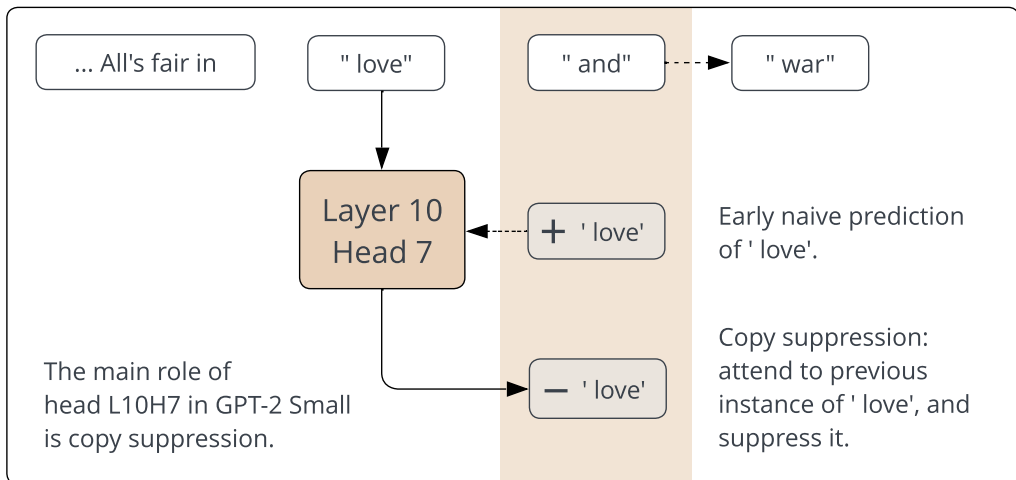 ... All's fair in
" love"
" and"
" war"
Layer 10
Head 7
+ ' love'
Early naive prediction
of ' love'.
− ' love'
Copy suppression:
attend to previous
instance of ' love', and
suppress it.
The main role of
head L10H7 in GPT-2 Small
is copy suppression.